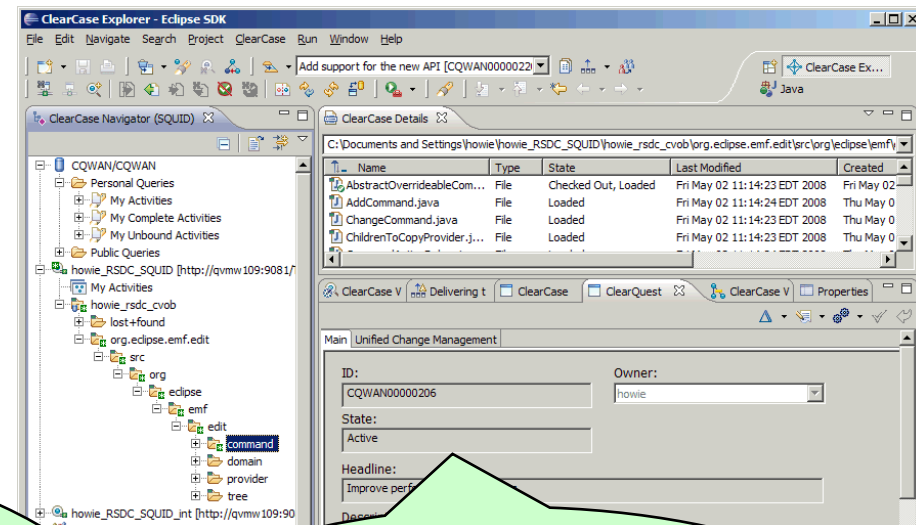 ClearCase Explorer - Eclipse SDK
File Edit Navigate Search Project ClearCase Run Window Help
Add support for the new API [CQWAN0000022
ClearCase Ex...
Java
ClearCase Navigator (SQUID)
CQWAN/CQWAN
Personal Queries
My Activities
My Complete Activities
My Unbound Activities
Public Queries
howie_RSDC_SQUID [http://qvmw109:9081/
My Activities
howie_rsdc_cvob
lost+found
org.eclipse.emf.edit
src
org
eclipse
emf
edit
command
domain
provider
tree
howie_RSDC_SQUID_int [http://qvmw109:90
ClearCase Details
C:\Documents and Settings\howie\howie_RSDC_SQUID\howie_rsdc_cvob\org.eclipse.emf.edit\src\org\eclipse\emf\
Name Type State Last Modified Created
AbstractOverrideableCom... File Checked Out, Loaded Fri May 02 11:14:23 EDT 2008 Fri May 02
AddCommand.java File Loaded Fri May 02 11:14:24 EDT 2008 Thu May 0
ChangeCommand.java File Loaded Fri May 02 11:14:23 EDT 2008 Thu May 0
ChildrenToCopyProvider.j... File Loaded Fri May 02 11:14:23 EDT 2008 Thu May 0
ClearCase V Delivering t ClearCase ClearQuest ClearCase V Properties
Main Unified Change Management
ID: Owner:
CQWAN00000206 howie
State:
Active
Headline:
Improve perf
Descri